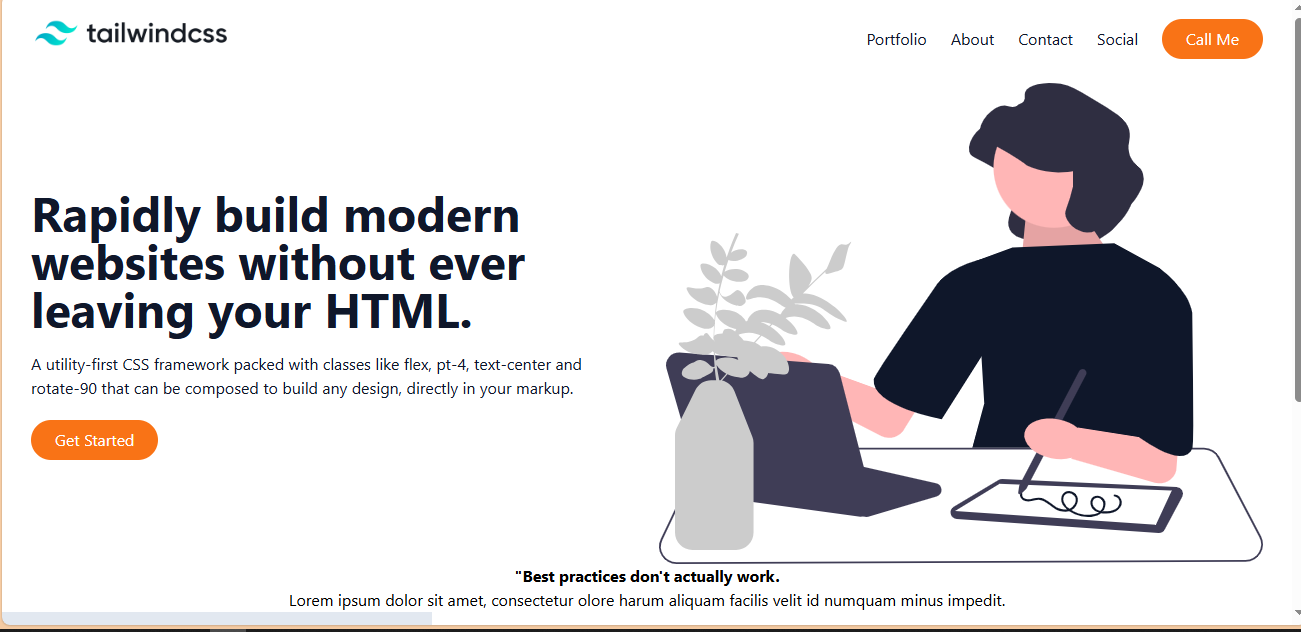 tailwindcss
Portfolio About Contact Social Call Me
Rapidly build modern
websites without ever
leaving your HTML.
A utility-first CSS framework packed with classes like flex, pt-4, text-center and
rotate-90 that can be composed to build any design, directly in your markup.
Get Started
"Best practices don't actually work.
Lorem ipsum dolor sit amet, consectetur olore harum aliquam facilis velit id numquam minus impedit.